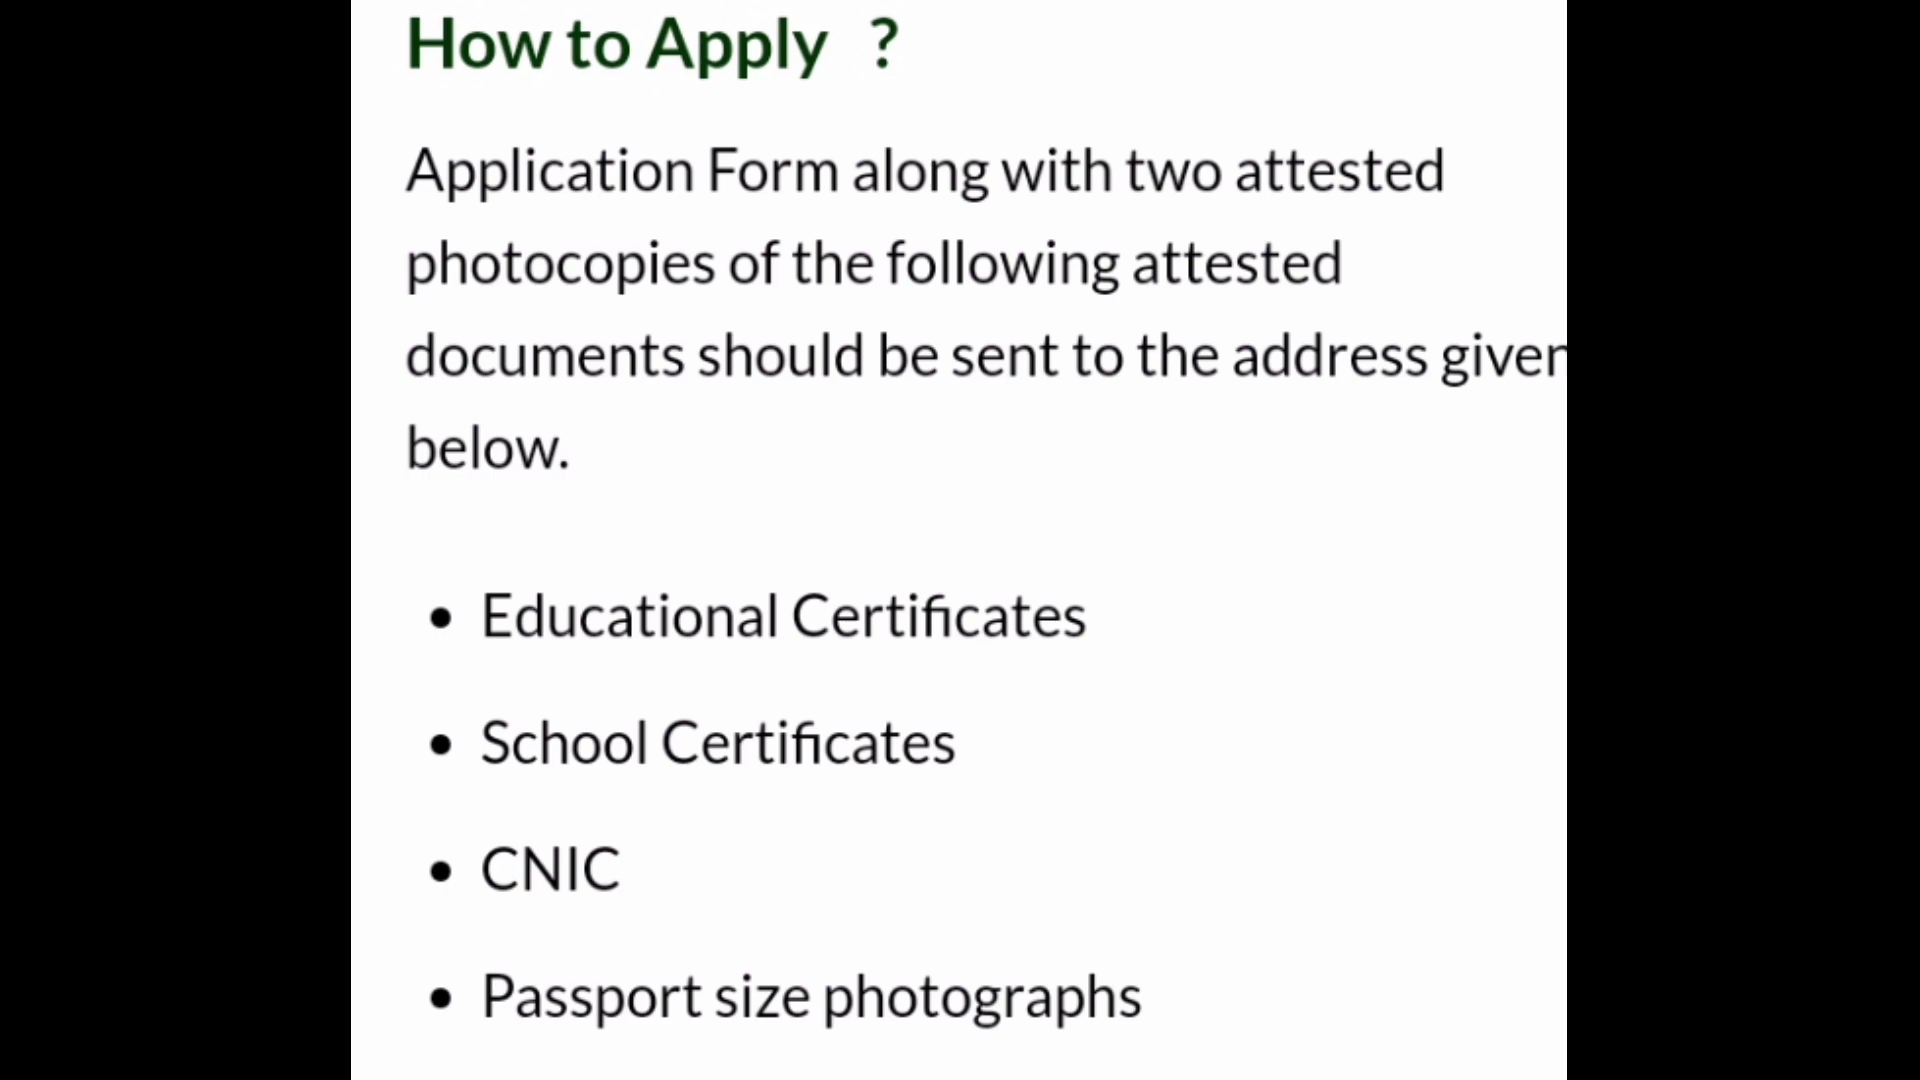 How to Apply ?
Application Form along with two attested
photocopies of the following attested
documents should be sent to the address given
below.
• Educational Certificates
• School Certificates
• CNIC
• Passport size photographs